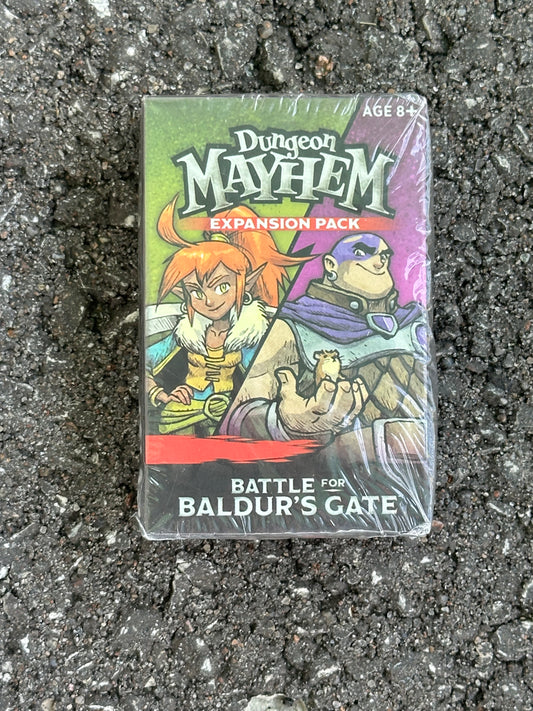 AGE 8+
Dungeon
MAYHEM
EXPANSION PACK
BATTLE FOR
BALDUR'S GATE